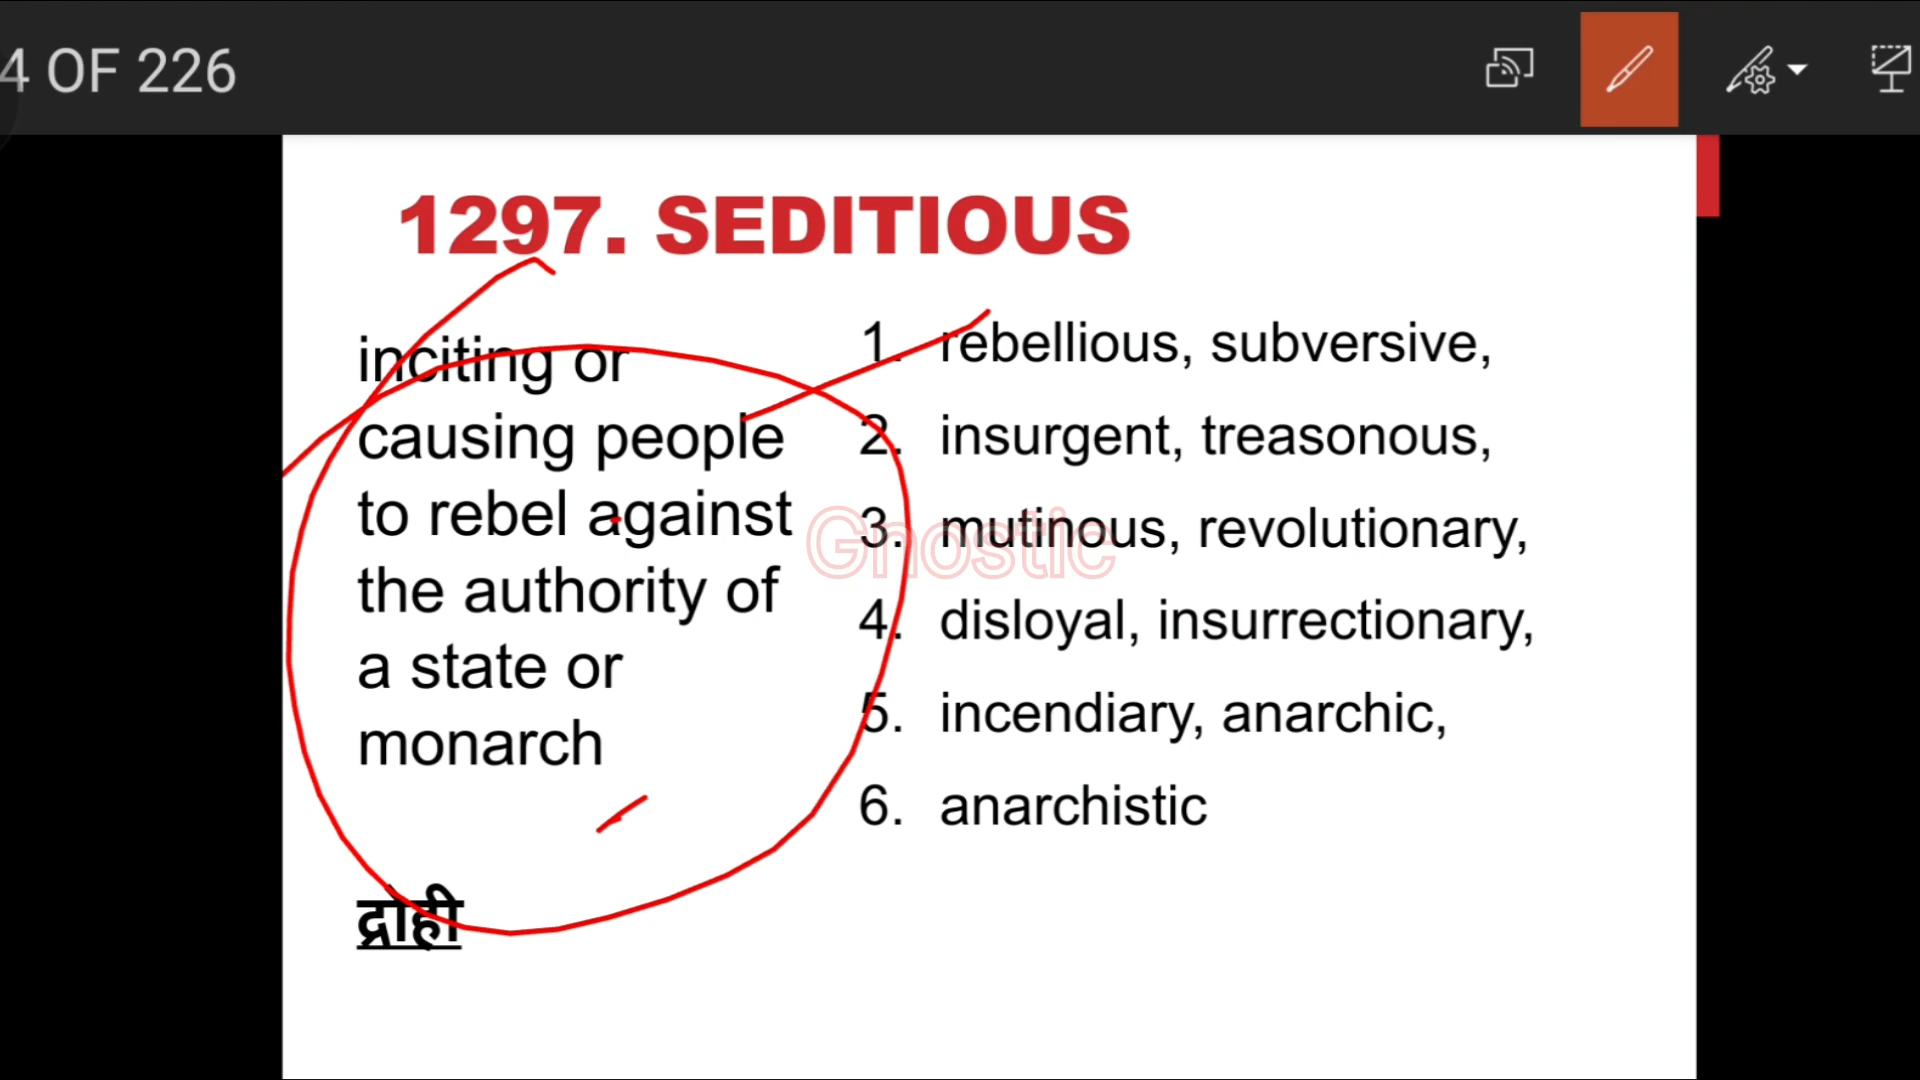 4 OF 226
1297. SEDITIOUS
inciting or
causing people
to rebel against
the authority of
a state or
monarch
द्रोही
1. rebellious, subversive,
2. insurgent, treasonous,
3. mutinous, revolutionary,
4. disloyal, insurrectionary,
5. incendiary, anarchic,
6. anarchistic
Gnostic